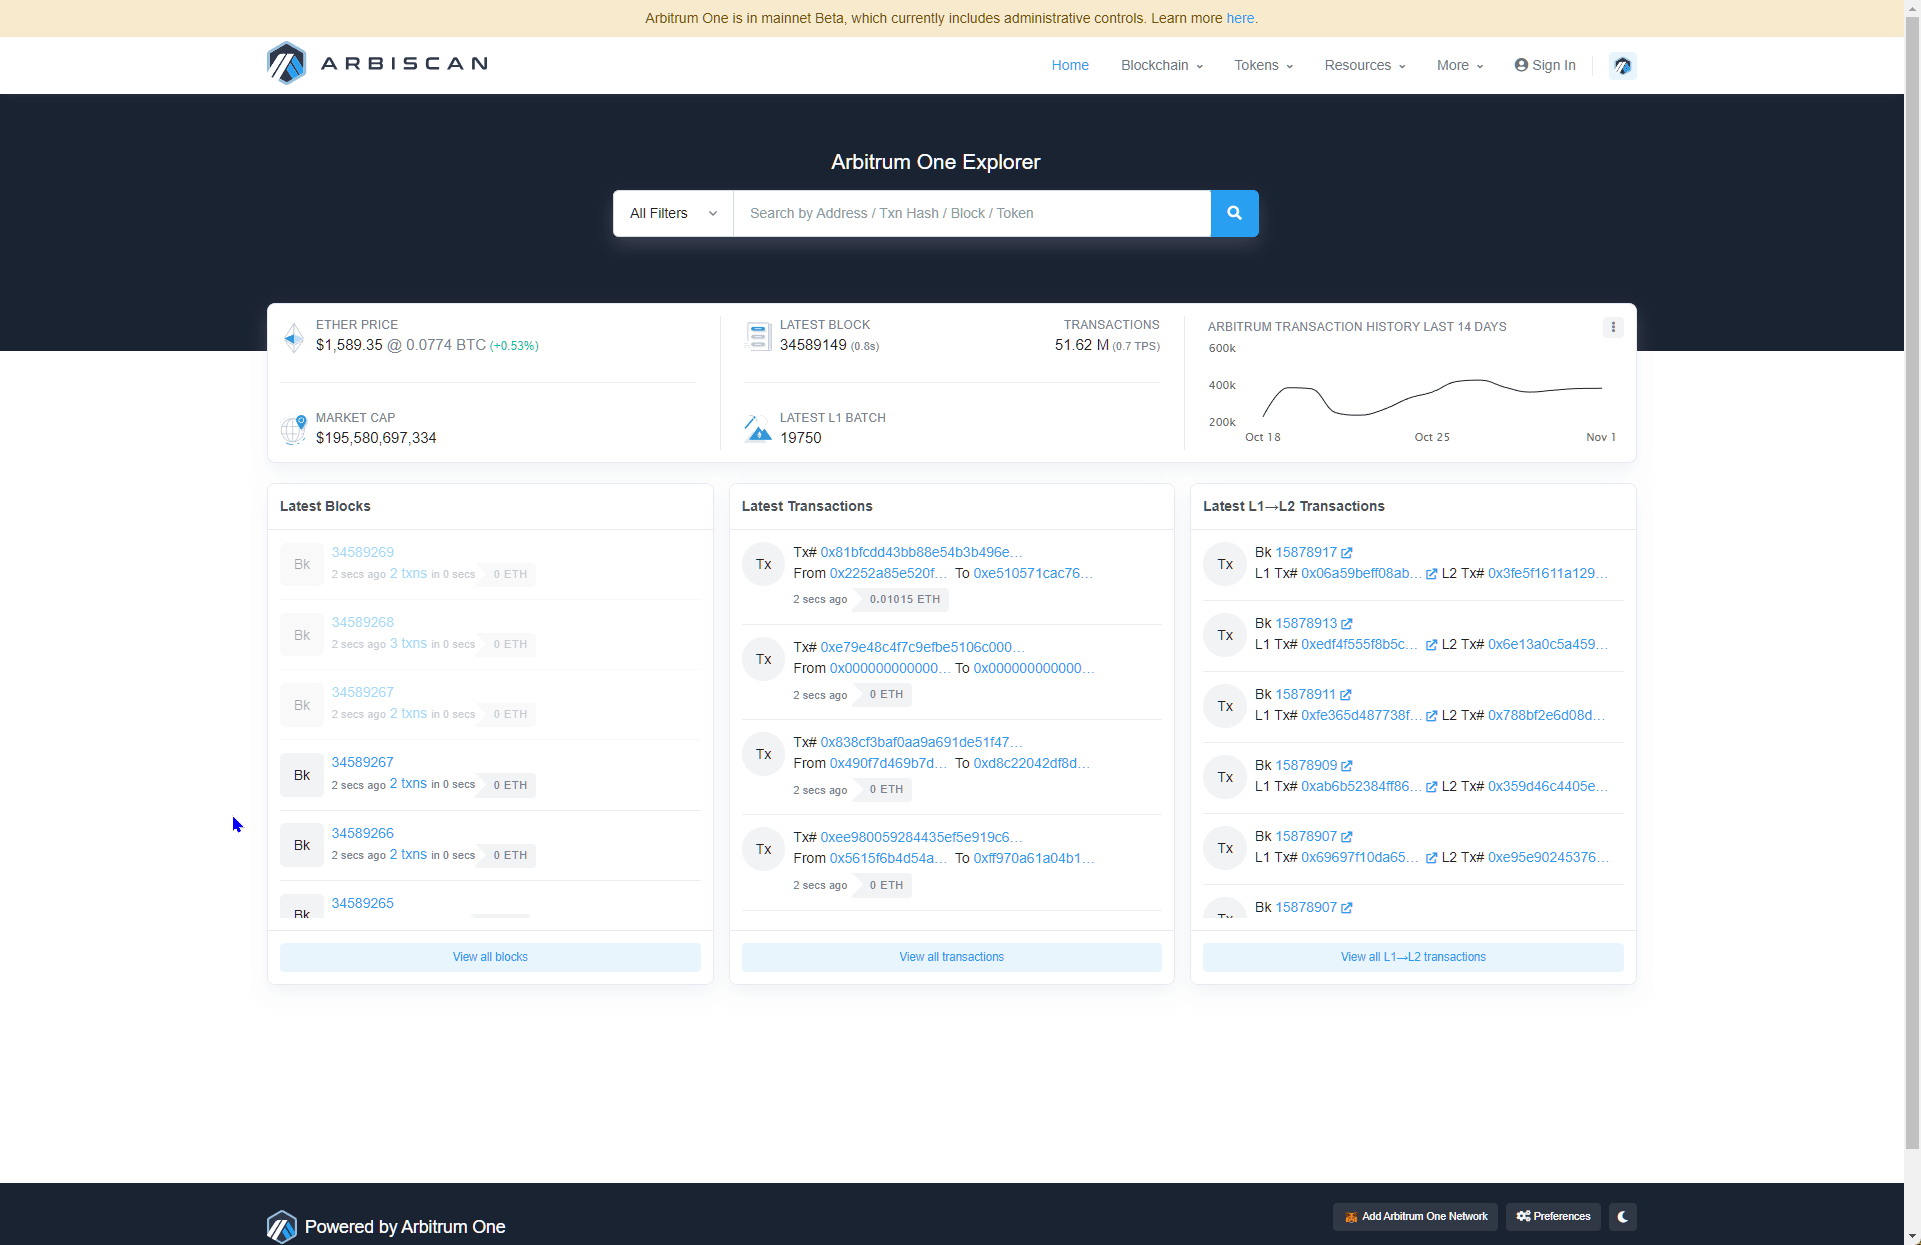 Arbitrum One is in mainnet Beta, which currently includes administrative controls. Learn more here.
ARBISCAN
Home Blockchain Tokens Resources More Sign In
Arbitrum One Explorer
All Filters Search by Address / Txn Hash / Block / Token
ETHER PRICE
$1,589.35 @ 0.0774 BTC (+0.53%)
MARKET CAP
$195,580,697,334
LATEST BLOCK
34589149 (0.8s)
TRANSACTIONS
51.62 M (0.7 TPS)
LATEST L1 BATCH
19750
ARBITRUM TRANSACTION HISTORY LAST 14 DAYS
600k
400k
200k
Oct 18 Oct 25 Nov 1
Latest Blocks
Bk
34589269
2 secs ago 2 txns in 0 secs 0 ETH
Bk
34589268
2 secs ago 3 txns in 0 secs 0 ETH
Bk
34589267
2 secs ago 2 txns in 0 secs 0 ETH
Bk
34589267
2 secs ago 2 txns in 0 secs 0 ETH
Bk
34589266
2 secs ago 2 txns in 0 secs 0 ETH
Bk
34589265
View all blocks
Latest Transactions
Tx
Tx# 0x81bfcdd43bb88e54b3b496e...
From 0x2252a85e520f... To 0xe510571cac76...
2 secs ago 0.01015 ETH
Tx
Tx# 0xe79e48c4f7c9efbe5106c000...
From 0x000000000000... To 0x000000000000...
2 secs ago 0 ETH
Tx
Tx# 0x838cf3baf0aa9a691de51f47...
From 0x490f7d469b7d... To 0xd8c22042df8d...
2 secs ago 0 ETH
Tx
Tx# 0xee980059284435ef5e919c6...
From 0x5615f6b4d54a... To 0xff970a61a04b1...
2 secs ago 0 ETH
View all transactions
Latest L1→L2 Transactions
Tx
Bk 15878917
L1 Tx# 0x06a59beff08ab... L2 Tx# 0x3fe5f1611a129...
Tx
Bk 15878913
L1 Tx# 0xedf4f555f8b5c... L2 Tx# 0x6e13a0c5a459...
Tx
Bk 15878911
L1 Tx# 0xfe365d487738f... L2 Tx# 0x788bf2e6d08d...
Tx
Bk 15878909
L1 Tx# 0xab6b52384ff86... L2 Tx# 0x359d46c4405e...
Tx
Bk 15878907
L1 Tx# 0x69697f10da65... L2 Tx# 0xe95e90245376...
Tx
Bk 15878907
View all L1→L2 transactions
Powered by Arbitrum One
Add Arbitrum One Network Preferences